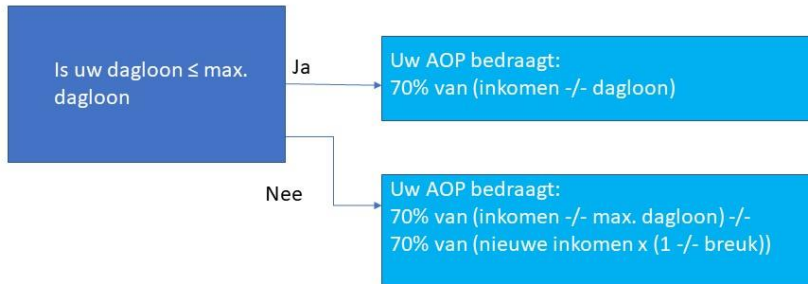 Is uw dagloon ≤ max.
dagloon
Ja
Uw AOP bedraagt:
70% van (inkomen -/- dagloon)
Nee
Uw AOP bedraagt:
70% van (inkomen -/- max. dagloon) -/-
70% van (nieuwe inkomen x (1 -/- breuk))